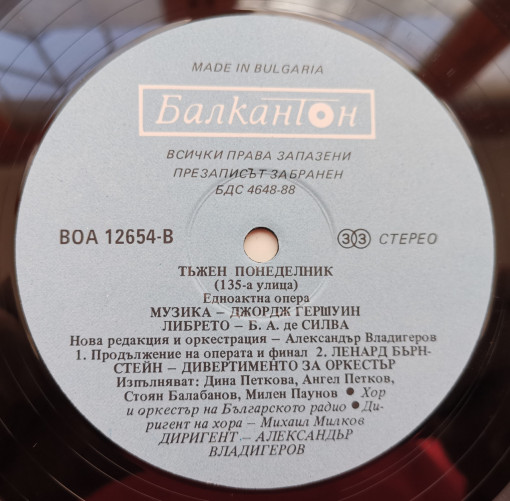 MADE IN BULGARIA
БАЛКАНТОН
ВСИЧКИ ПРАВА ЗАПАЗЕНИ
ПРЕЗАПИСЪТ ЗАБРАНЕН
БДС 4648-88
ВОА 12654-В
33 СТЕРЕО
ТЪЖЕН ПОНЕДЕЛНИК
(135-а улица)
Едноактна опера
МУЗИКА – ДЖОРДЖ ГЕРШУИН
ЛИБРЕТО – Б. А. де СИЛВА
Нова редакция и оркестрация – Александър Владигеров
1. Продължение на операта и финал 2. ЛЕНАРД БЪРН-
СТЕЙН – ДИВЕРТИМЕНТО ЗА ОРКЕСТЪР
Изпълняват: Дина Петкова, Ангел Петков,
Стоян Балабанов, Милен Паунов ● Хор
и оркестър на Българското радио ● Ди-
ригент на хора – Михаил Милков
ДИРИГЕНТ – АЛЕКСАНДЪР
ВЛАДИГЕРОВ